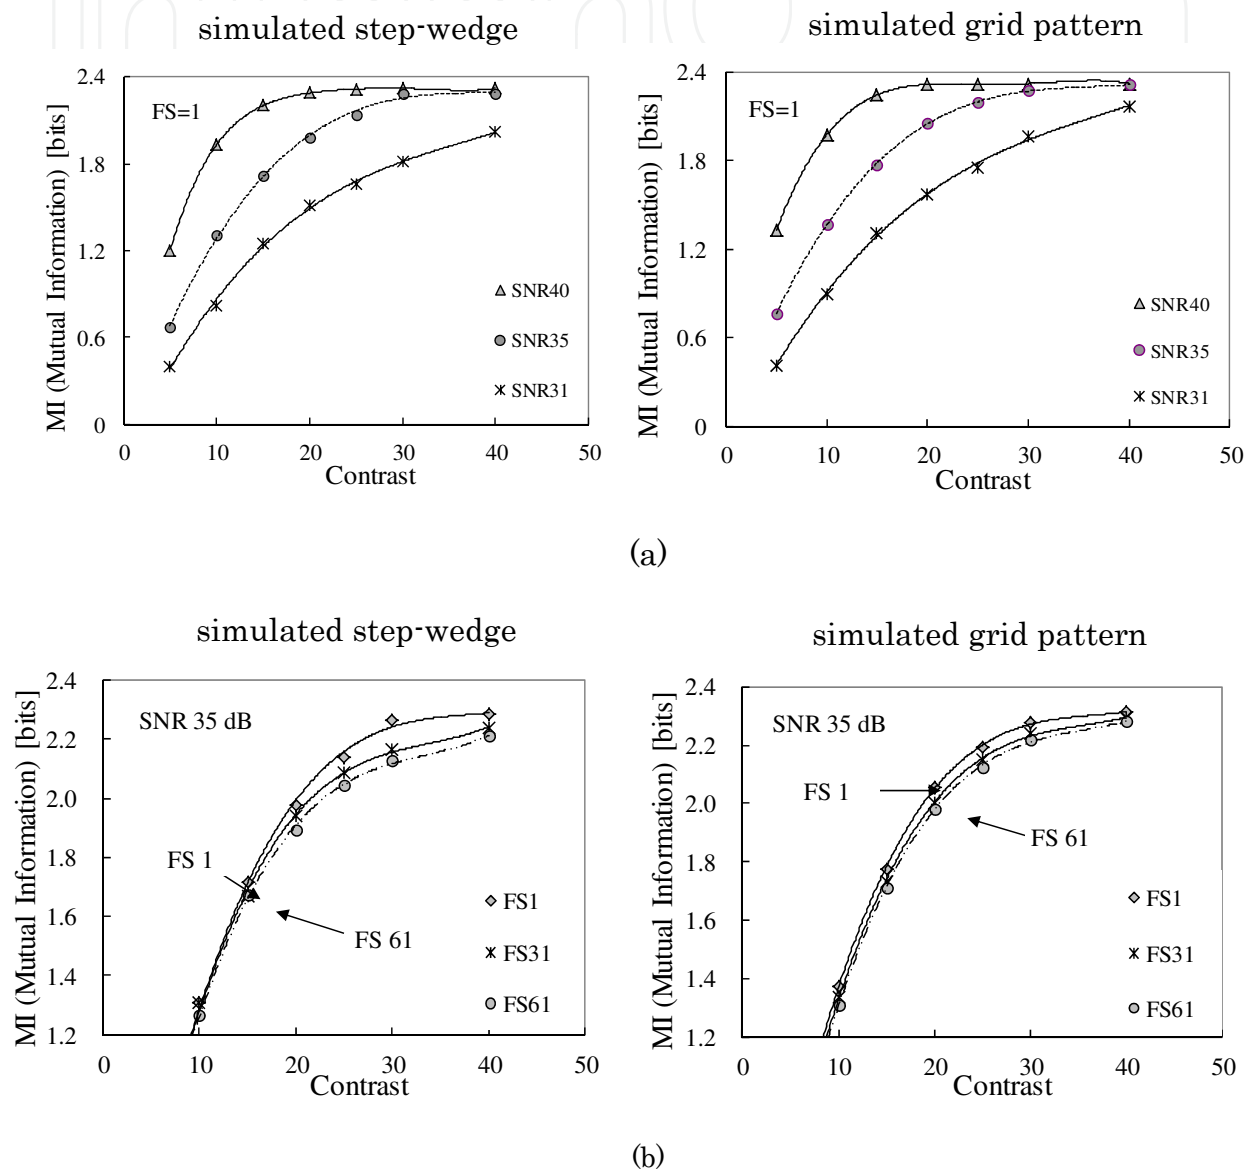 simulated step-wedge
simulated grid pattern
MI (Mutual Information) [bits]
2.4
1.8
1.2
0.6
0
FS=1
SNR40
SNR35
SNR31
0 10 20 30 40 50
Contrast
MI (Mutual Information) [bits]
2.4
1.8
1.2
0.6
0
FS=1
SNR40
SNR35
SNR31
0 10 20 30 40 50
Contrast
(a)
simulated step-wedge
simulated grid pattern
MI (Mutual Information) [bits]
2.4
2.2
2.0
1.8
1.6
1.4
1.2
SNR 35 dB
FS 1
FS 61
FS1
FS31
FS61
0 10 20 30 40 50
Contrast
MI (Mutual Information) [bits]
2.4
2.2
2.0
1.8
1.6
1.4
1.2
SNR 35 dB
FS 1
FS 61
FS1
FS31
FS61
0 10 20 30 40 50
Contrast
(b)